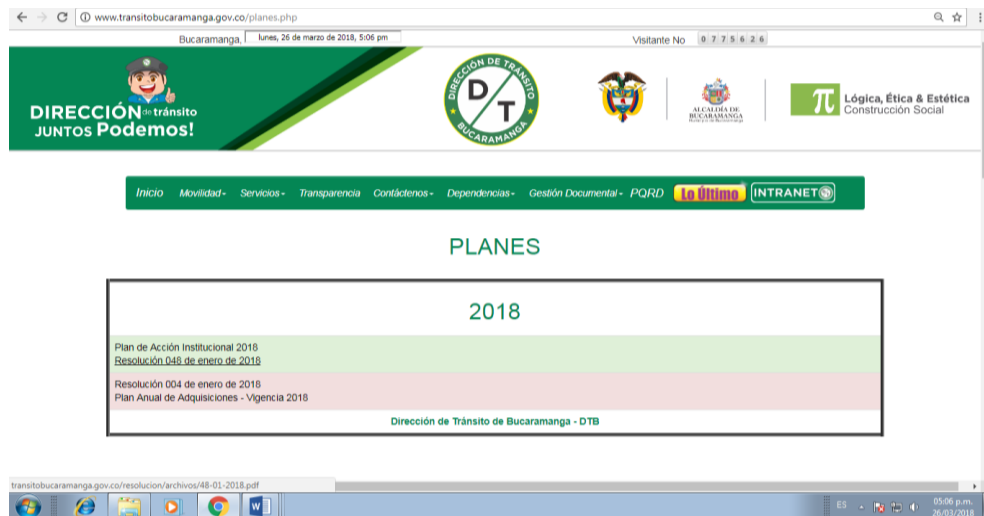 www.transitobucaramanga.gov.co/planes.php
Bucaramanga, lunes, 26 de marzo de 2018, 5:06 pm
Visitante No 0 7 7 5 6 2 6
DIRECCIÓN de tránsito
JUNTOS Podemos!
DIRECCIÓN DE TRÁNSITO
DT
BUCARAMANGA
ALCALDÍA DE
BUCARAMANGA
π Lógica, Ética & Estética
Construcción Social
Inicio Movilidad Servicios Transparencia Contáctenos Dependencias Gestión Documental PQRD Lo Último INTRANET
PLANES
2018
Plan de Acción Institucional 2018
Resolución 048 de enero de 2018
Resolución 004 de enero de 2018
Plan Anual de Adquisiciones - Vigencia 2018
Dirección de Tránsito de Bucaramanga - DTB
transitobucaramanga.gov.co/resolucion/archivos/48-01-2018.pdf
ES
05:06 p.m.
26/03/2018